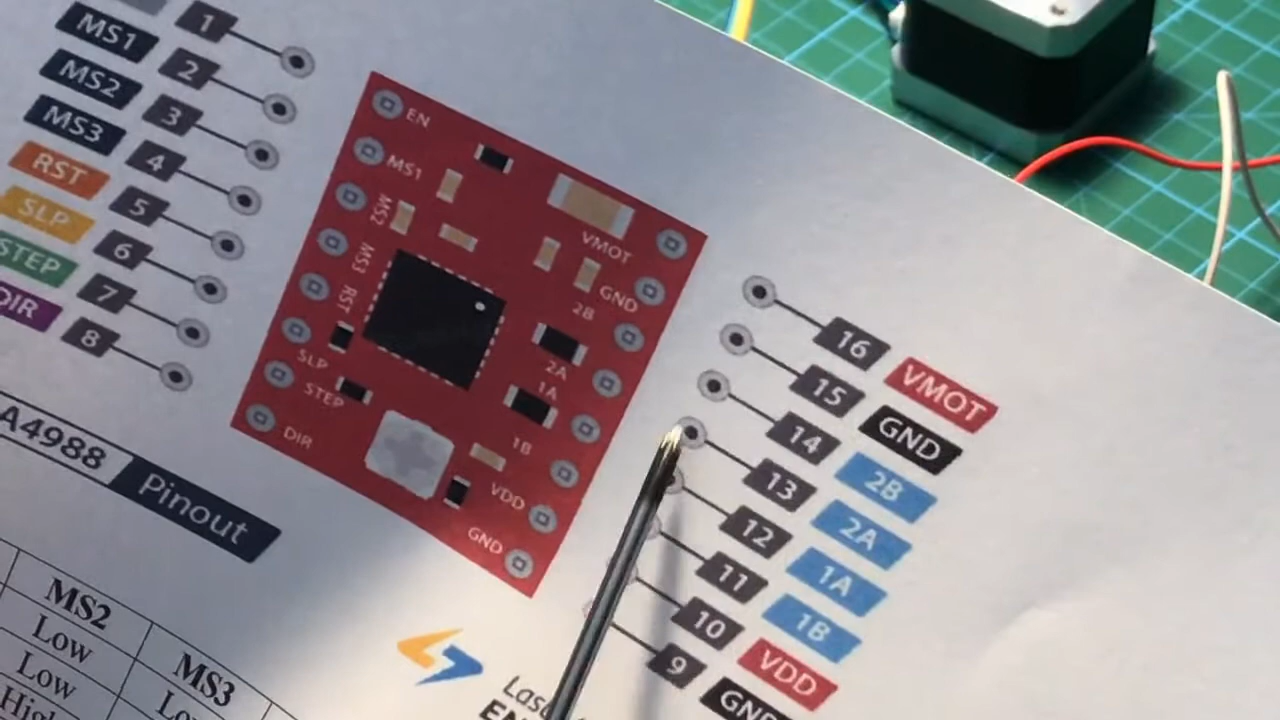 1
MS1
2
MS2
3
MS3
4
RST
5
SLP
6
STEP
7
DIR
8
EN
MS1
MS2
MS3
RST
SLP
STEP
DIR
VMOT
GND
2B
2A
1A
1B
VDD
GND
16 VMOT
15 GND
14 2B
13 2A
12 1A
11 1B
10 VDD
9 GND
A4988 Pinout
MS2 MS3
Low
Low
High